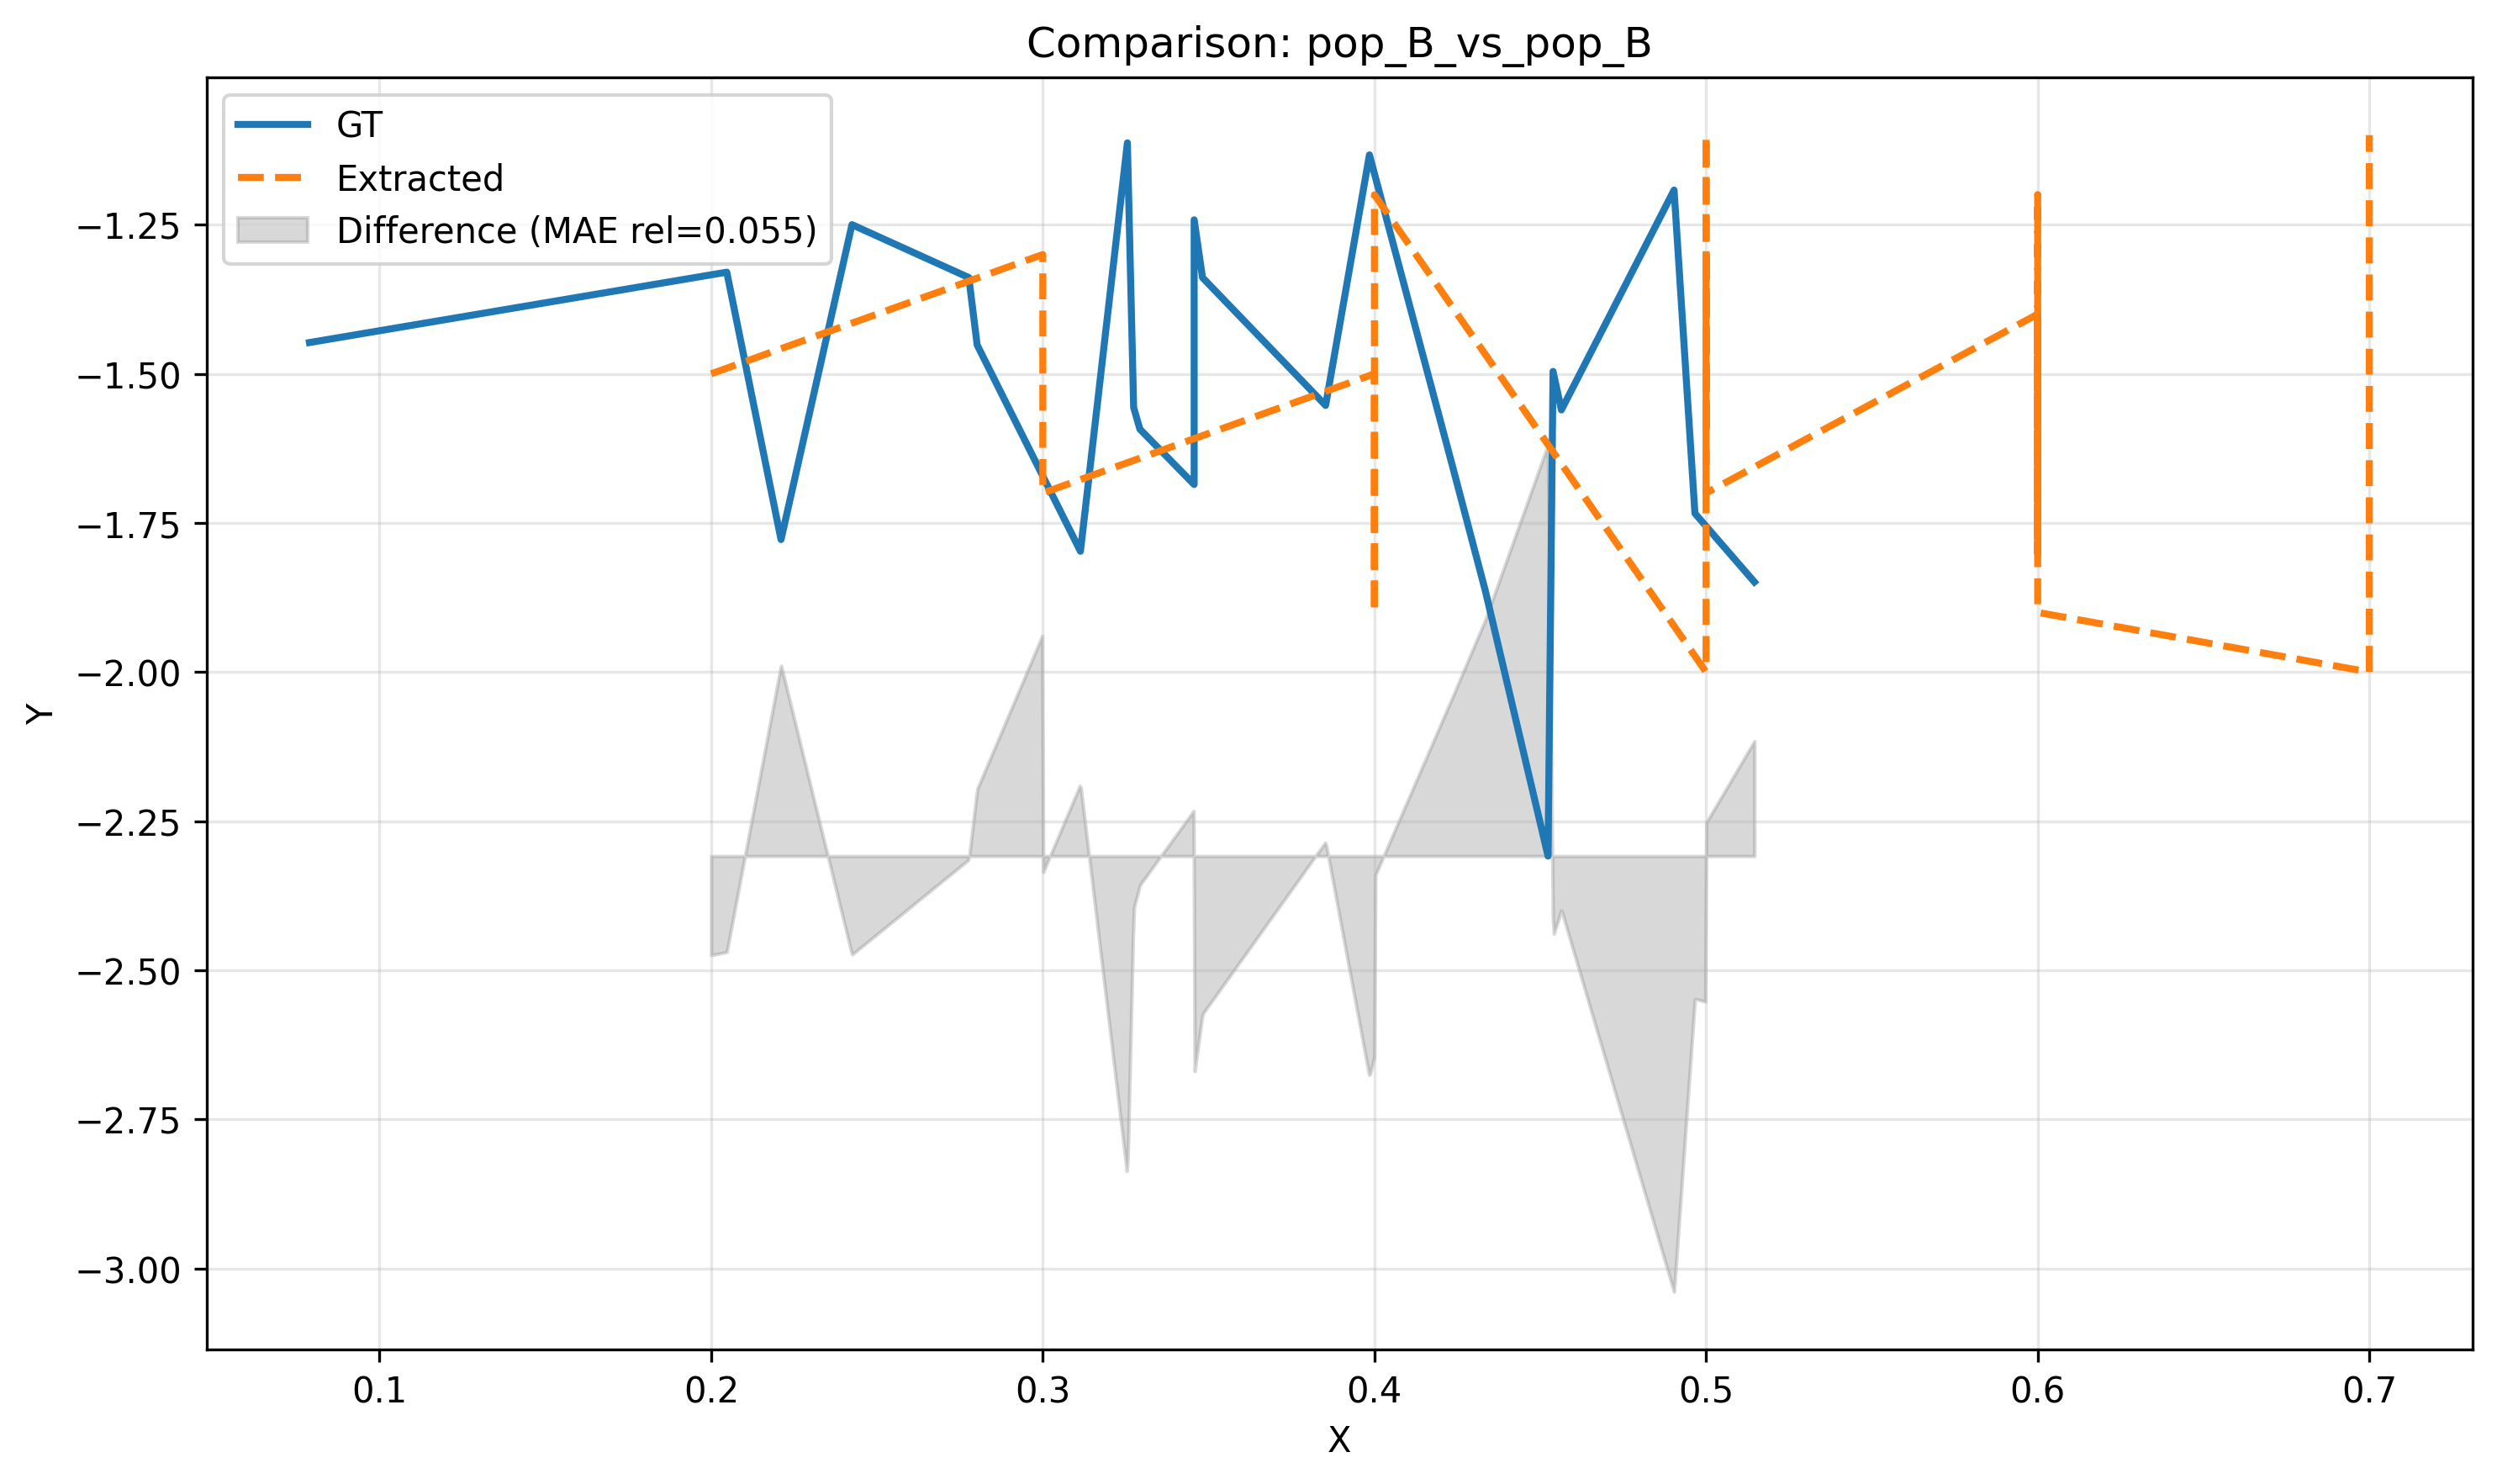 Comparison: pop_B_vs_pop_B
GT
Extracted
Difference (MAE rel=0.055)
−1.25
−1.50
−1.75
−2.00
−2.25
−2.50
−2.75
−3.00
Y
0.1 0.2 0.3 0.4 0.5 0.6 0.7
X